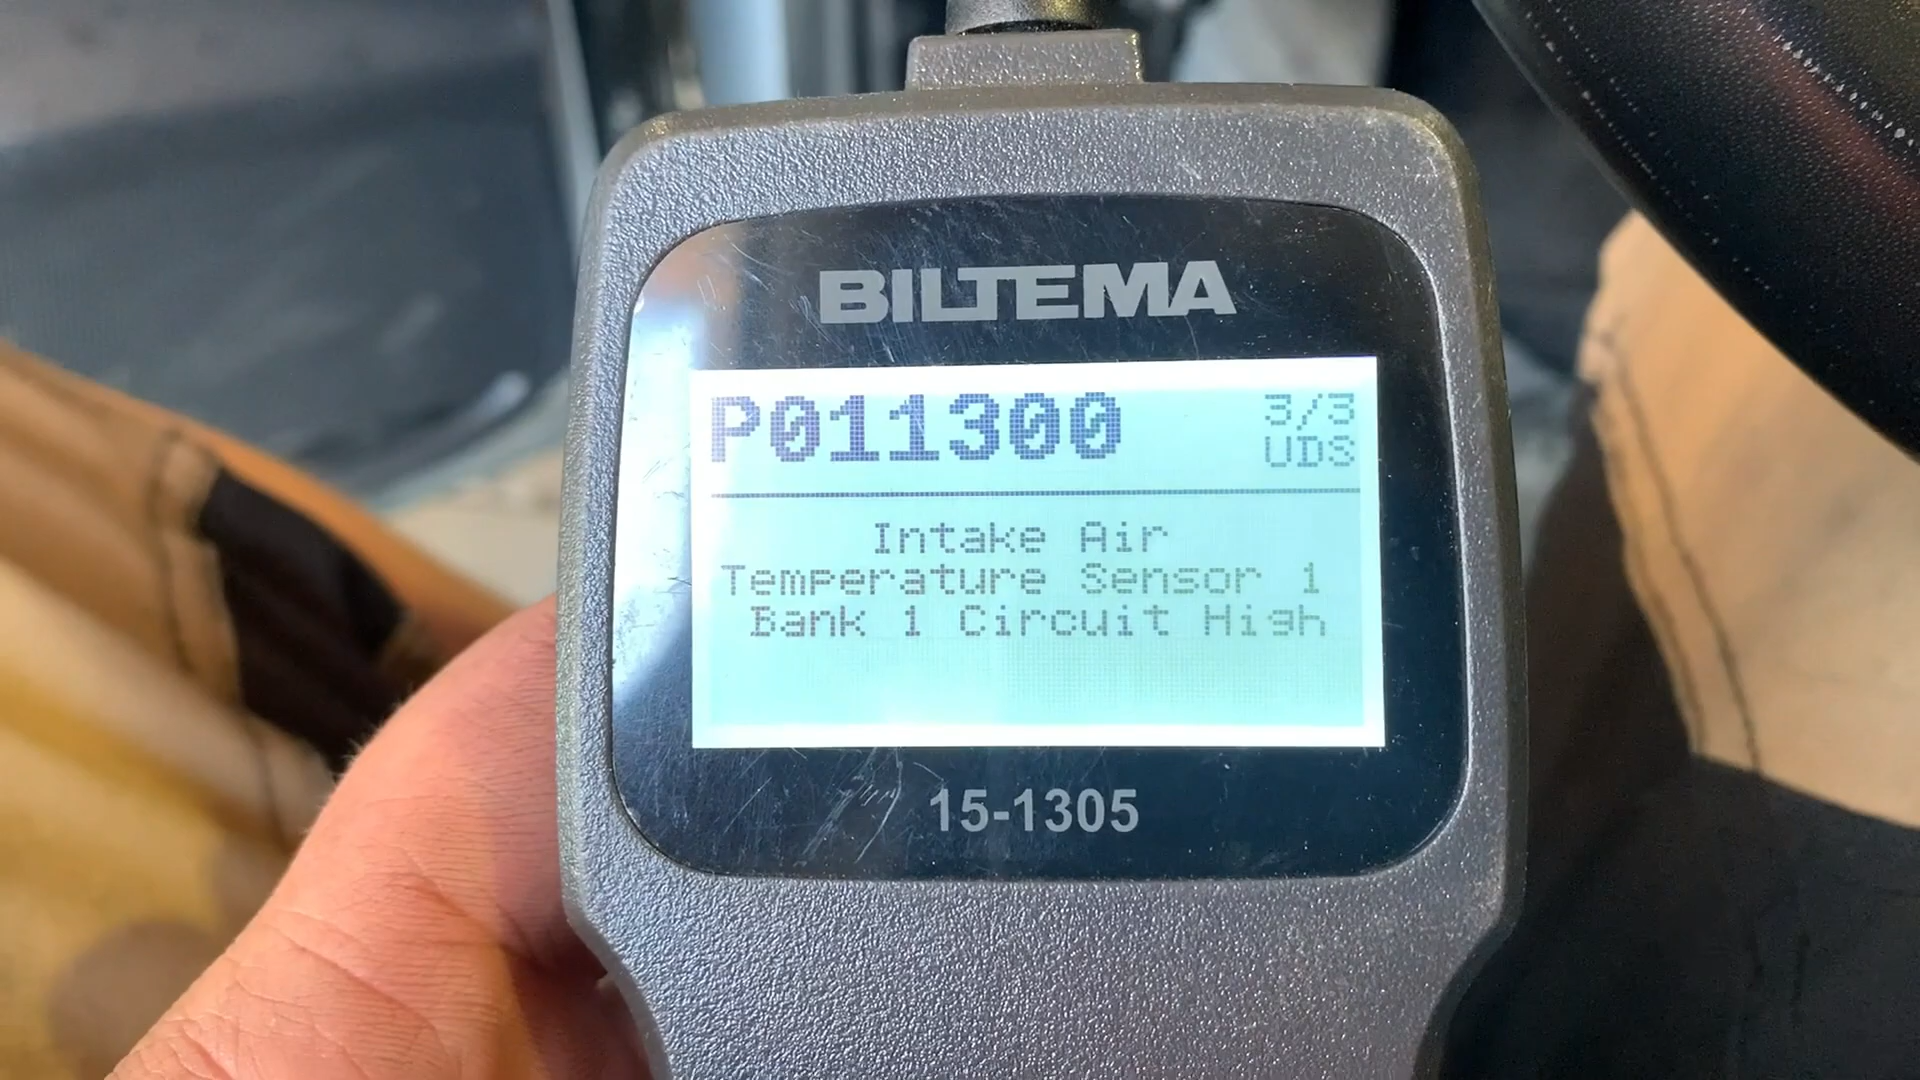 BILTEMA
P011300
3/3
UDS
Intake Air
Temperature Sensor 1
Bank 1 Circuit High
15-1305